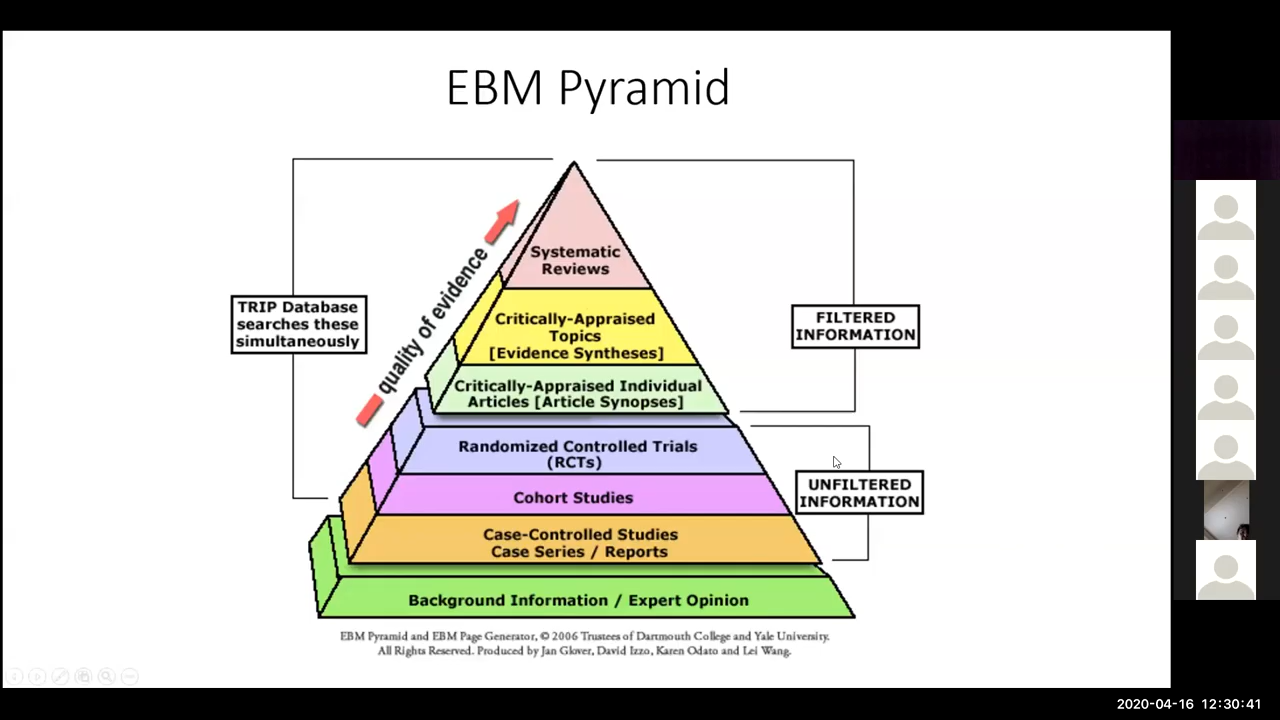 EBM Pyramid
quality of evidence
TRIP Database
searches these
simultaneously
Systematic
Reviews
Critically-Appraised
Topics
[Evidence Syntheses]
Critically-Appraised Individual
Articles [Article Synopses]
FILTERED
INFORMATION
Randomized Controlled Trials
(RCTs)
Cohort Studies
Case-Controlled Studies
Case Series / Reports
UNFILTERED
INFORMATION
Background Information / Expert Opinion
EBM Pyramid and EBM Page Generator, © 2006 Trustees of Dartmouth College and Yale University.
All Rights Reserved. Produced by Jan Glover, David Izzo, Karen Odato and Lei Wang.
2020-04-16 12:30:41